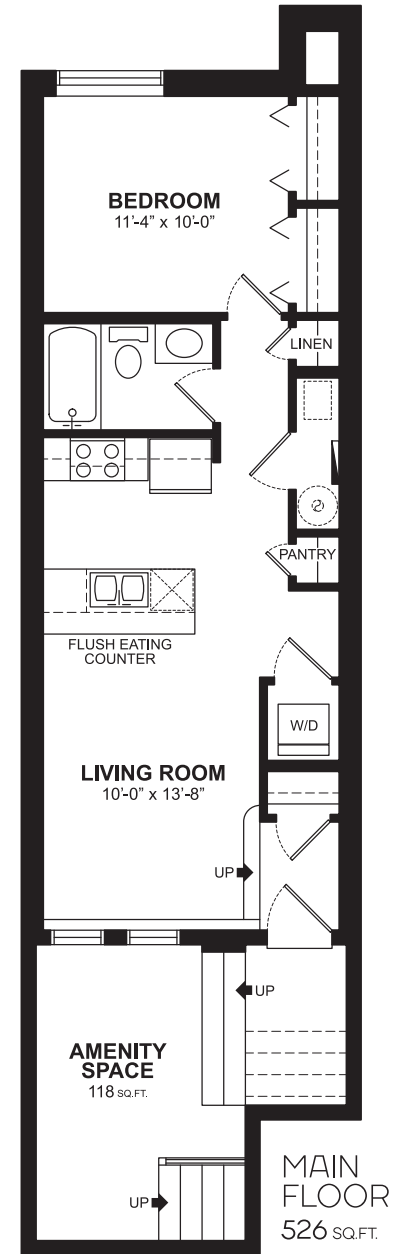 BEDROOM
11'-4" x 10'-0"
LINEN
PANTRY
FLUSH EATING
COUNTER
W/D
LIVING ROOM
10'-0" x 13'-8"
UP
UP
AMENITY
SPACE
118 SQ.FT.
UP
MAIN
FLOOR
526 SQ.FT.